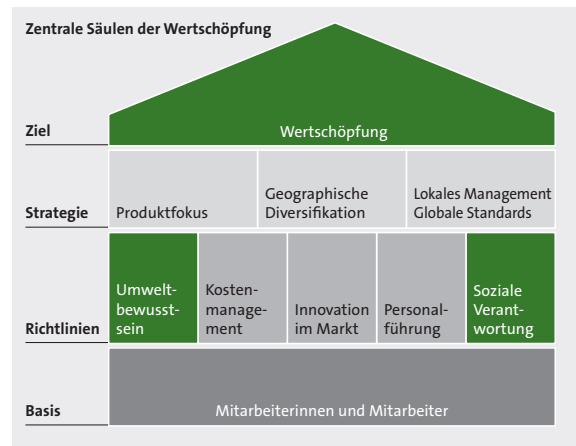 Zentrale Säulen der Wertschöpfung
Ziel
Wertschöpfung
Strategie
Produktfokus
Geographische
Diversifikation
Lokales Management
Globale Standards
Richtlinien
Umwelt-
bewusst-
sein
Kosten-
manage-
ment
Innovation
im Markt
Personal-
führung
Soziale
Verant-
wortung
Basis
Mitarbeiterinnen und Mitarbeiter